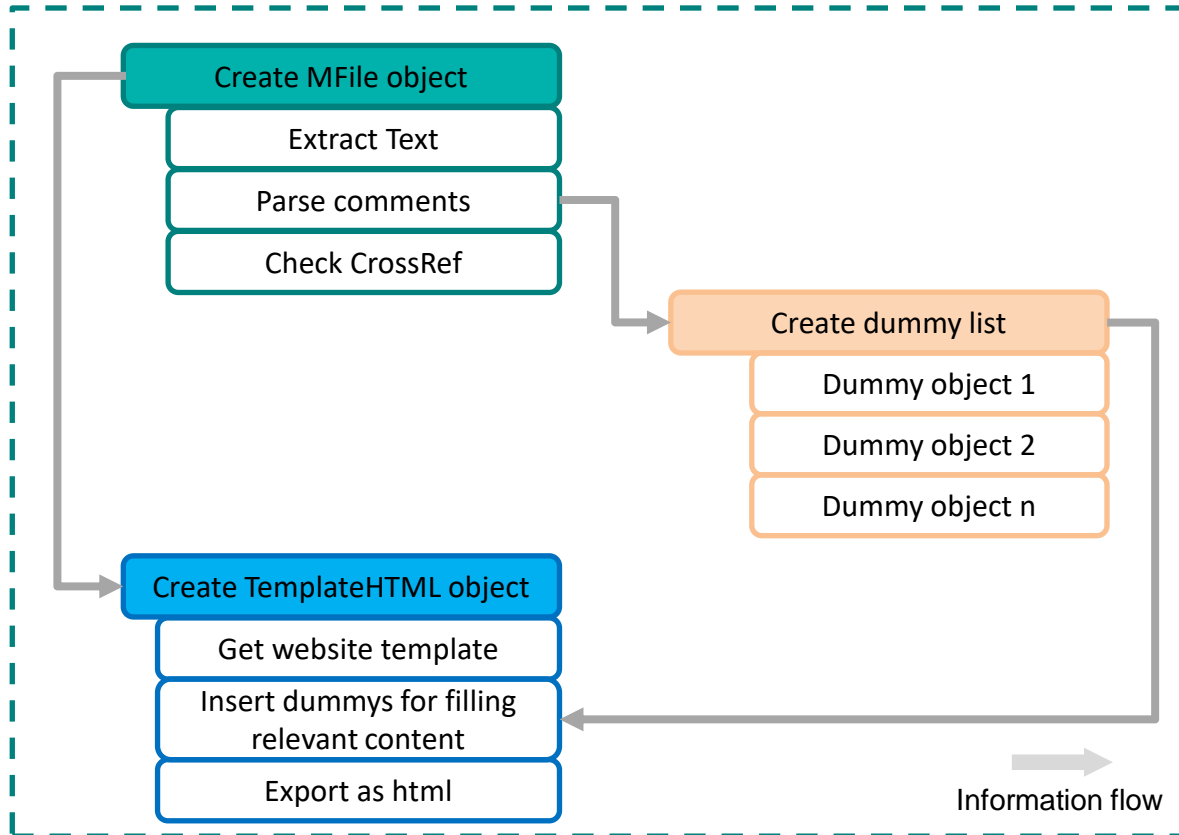 Create MFile object
Extract Text
Parse comments
Check CrossRef
Create dummy list
Dummy object 1
Dummy object 2
Dummy object n
Create TemplateHTML object
Get website template
Insert dummys for filling
relevant content
Export as html
Information flow